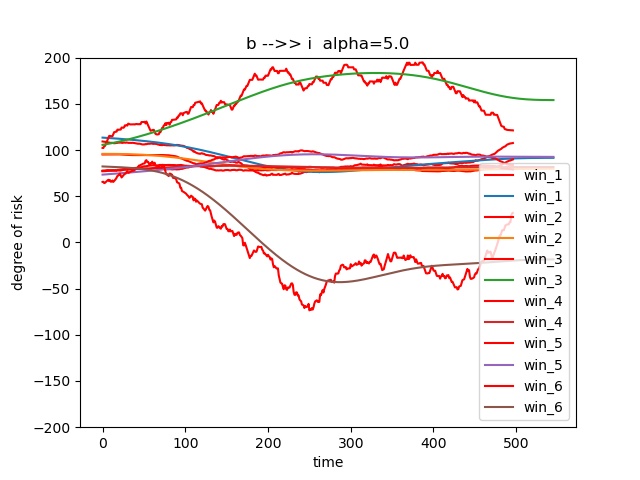 b -->> i  alpha=5.0
degree of risk
200
150
100
50
0
−50
−100
−150
−200
0
100
200
300
400
500
time
win_1
win_1
win_2
win_2
win_3
win_3
win_4
win_4
win_5
win_5
win_6
win_6